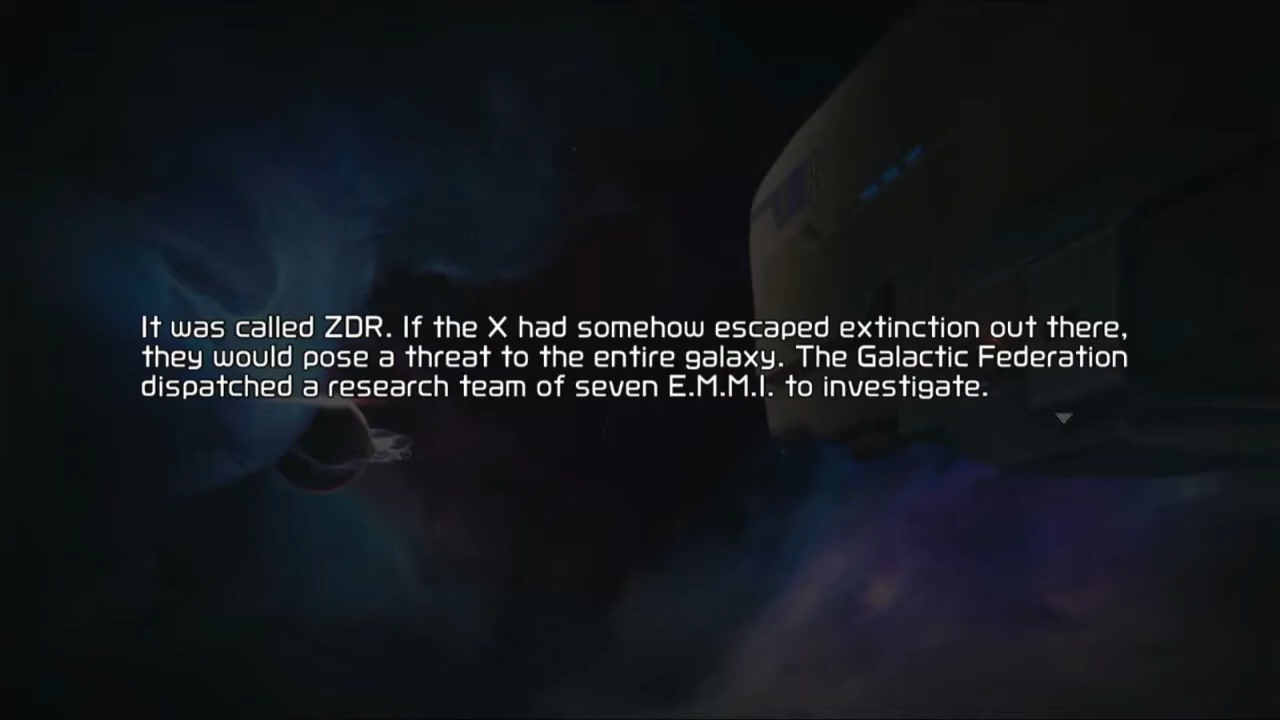 It was called ZDR. If the X had somehow escaped extinction out there,
they would pose a threat to the entire galaxy. The Galactic Federation
dispatched a research team of seven E.M.M.I. to investigate.